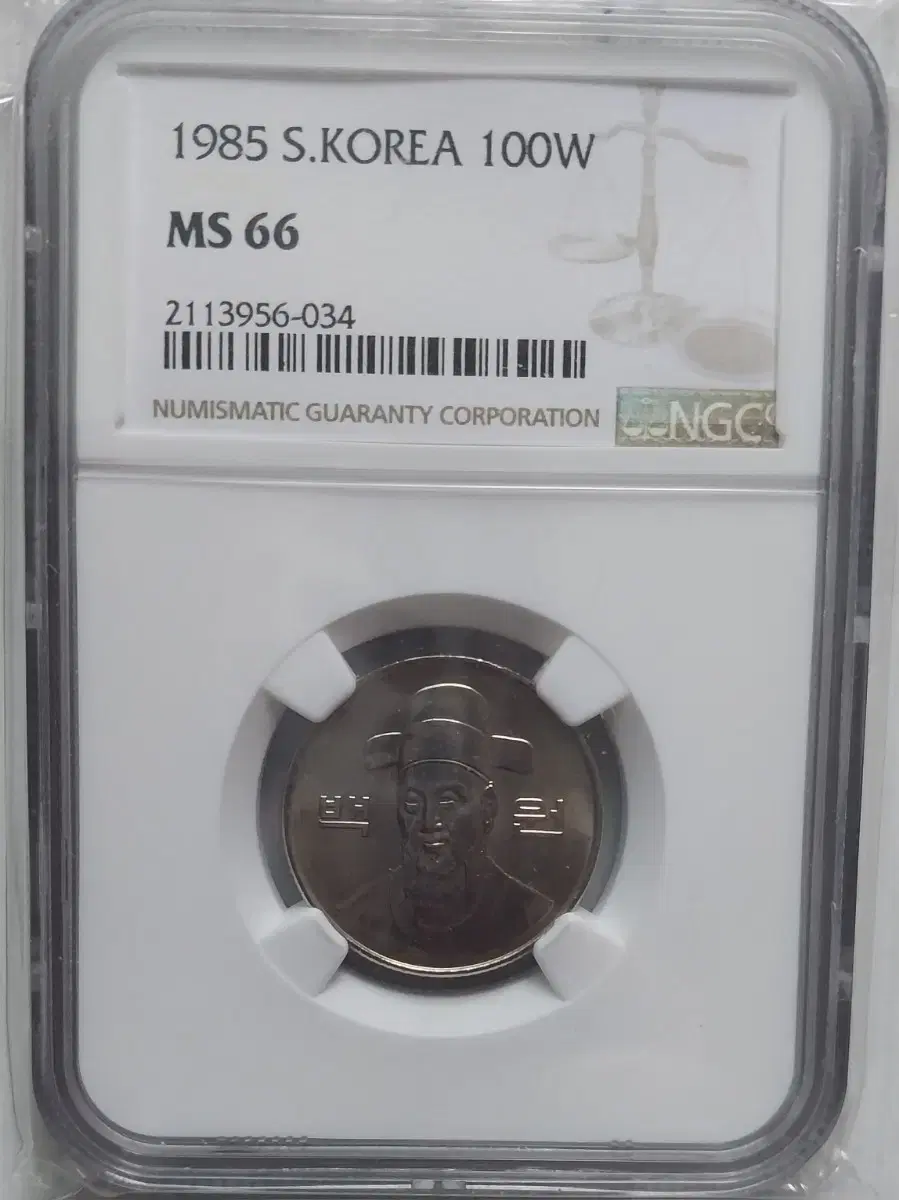 1985 S.KOREA 100W
MS 66
2113956-034
NUMISMATIC GUARANTY CORPORATION
NGC
백 원